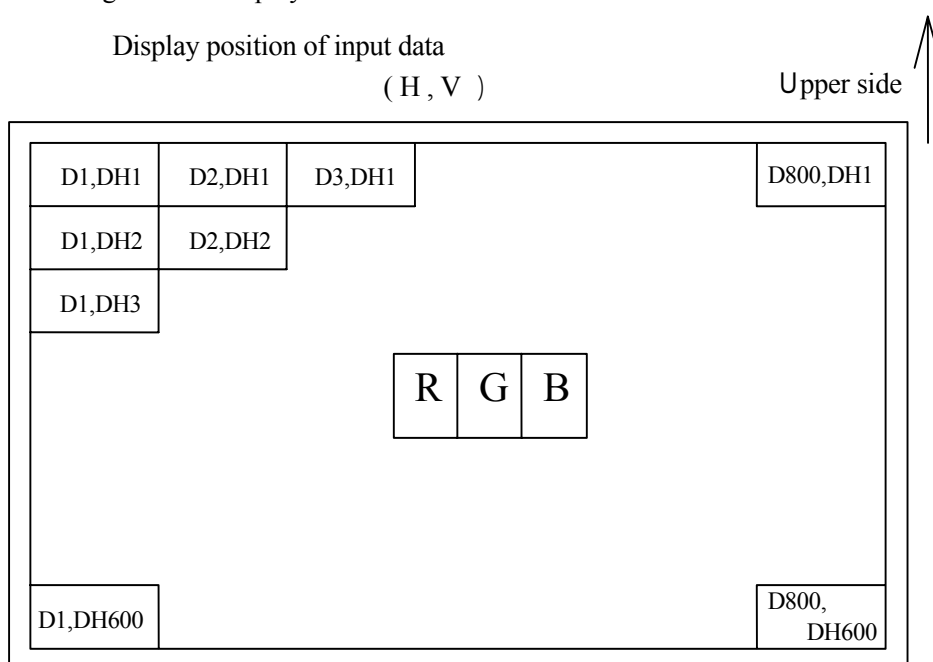 Display position of input data
( H , V )
Upper side
D1,DH1 D2,DH1 D3,DH1 D800,DH1
D1,DH2 D2,DH2
D1,DH3
R G B
D1,DH600 D800,
DH600